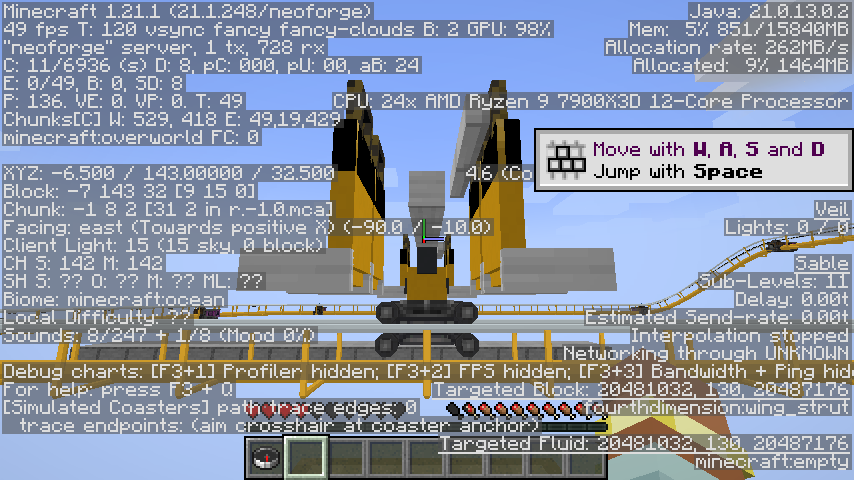 Minecraft 1.21.1 (21.1.248/neoforge)
49 fps T: 120 vsync fancy fancy-clouds B: 2 GPU: 98%
"neoforge" server, 1 tx, 728 rx
C: 11/6936 (s) D: 8, pC: 000, pU: 00, aB: 24
E: 0/49, B: 0, SD: 8
P: 136. VE: 0. VP: 0. T: 49
Chunks[C] W: 529, 418 E: 49,19,429
minecraft:overworld FC: 0
Java: 21.0.13.0.2
Mem: 5% 851/15840MB
Allocation rate: 262MB/s
Allocated: 9% 1464MB
CPU: 24x AMD Ryzen 9 7900X3D 12-Core Processor
4.6 (Co
Move with W, A, S and D
Jump with Space
XYZ: -6.500 / 143.00000 / 32.500
Block: -7 143 32 [9 15 0]
Chunk: -1 8 2 [31 2 in r.-1.0.mca]
Facing: east (Towards positive X) (-90.0 / -10.0)
Client Light: 15 (15 sky, 0 block)
CH S: 142 M: 142
SH S: ?? O: ?? M: ?? ML: ??
Biome: minecraft:ocean
Local Difficulty: ??
Sounds: 8/247 + 1/8 (Mood 0%)
Veil
Lights: 0 / 0
Sable
Sub-Levels: 11
Delay: 0.00t
Estimated Send-rate: 0.00t
Interpolation stopped
Networking through UNKNOWN
Debug charts: [F3+1] Profiler hidden; [F3+2] FPS hidden; [F3+3] Bandwidth + Ping hid
For help: press F3 + Q
[Simulated Coasters] edges: 0
trace endpoints: (aim crosshair at coaster anchor)
Targeted Block: 20481032, 130, 20487176
fourthdimension:wing_strut
Targeted Fluid: 20481032, 130, 20487176
minecraft:empty